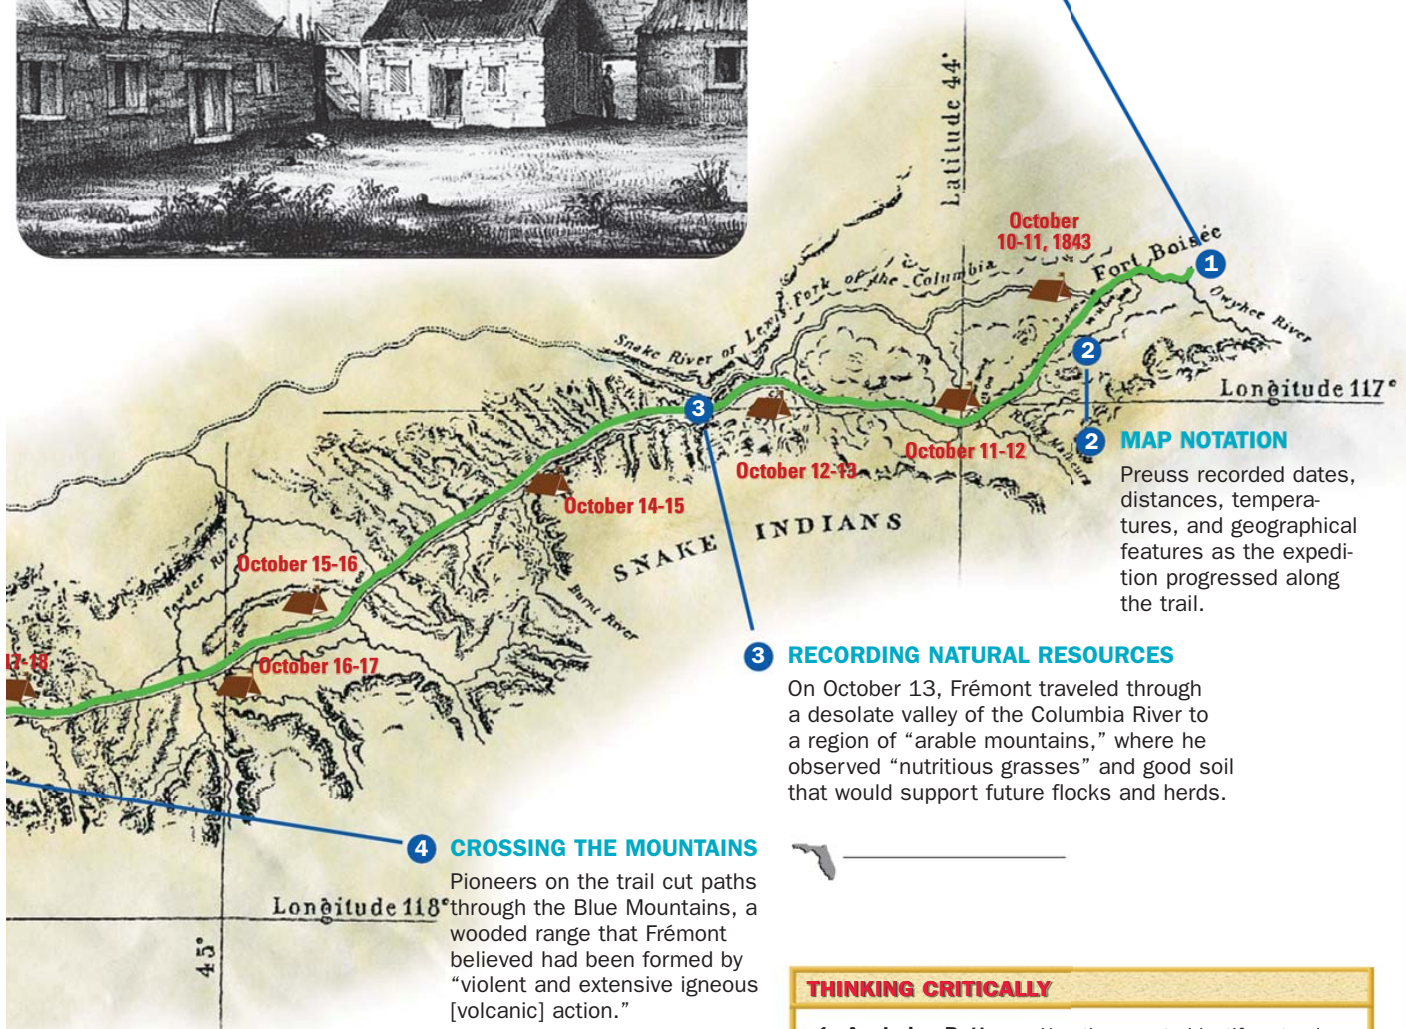 Latitude 44°
October
10-11, 1843
Fort Boisée
1
Owyhee River
Snake River or Lewis Fork of the Columbia
2
Longitude 117°
3
October 12-13
October 11-12
2 MAP NOTATION
Preuss recorded dates,
distances, tempera-
tures, and geographical
features as the expedi-
tion progressed along
the trail.
October 14-15
SNAKE INDIANS
October 15-16
Powder River
Burnt River
17-18
October 16-17
3 RECORDING NATURAL RESOURCES
On October 13, Frémont traveled through
a desolate valley of the Columbia River to
a region of “arable mountains,” where he
observed “nutritious grasses” and good soil
that would support future flocks and herds.
4 CROSSING THE MOUNTAINS
Pioneers on the trail cut paths
through the Blue Mountains, a
wooded range that Frémont
believed had been formed by
“violent and extensive igneous
[volcanic] action.”
Longitude 118°
45°
THINKING CRITICALLY